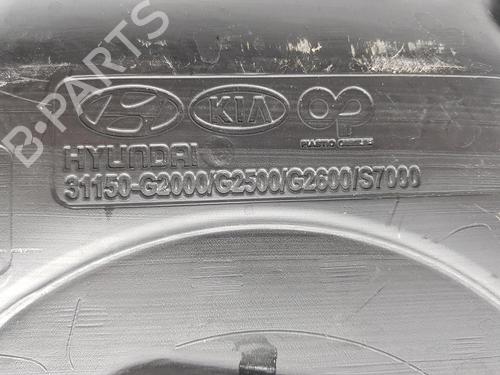 B-PARTS
KIA
PLASTIC OMNIUM
HYUNDAI
31150-G2000/G2500/G2600/S7000